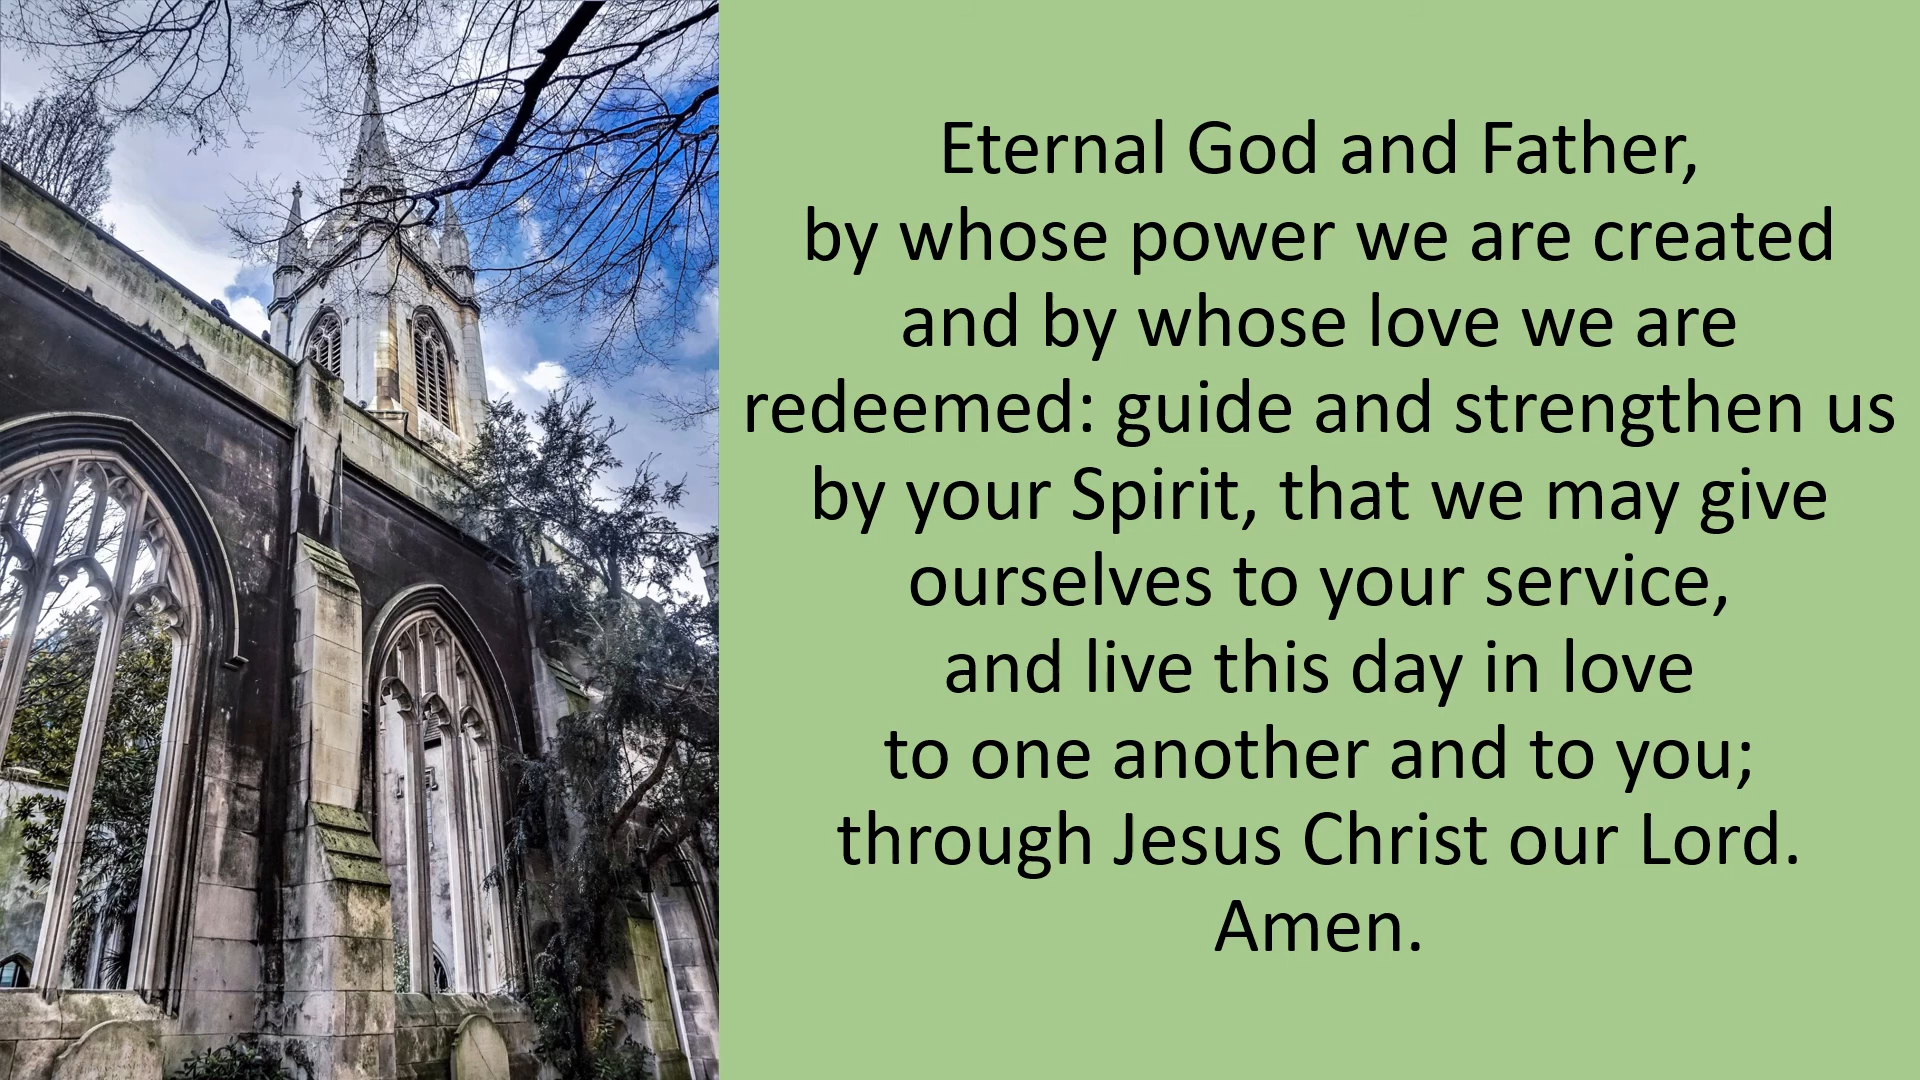 Eternal God and Father,
by whose power we are created
and by whose love we are
redeemed: guide and strengthen us
by your Spirit, that we may give
ourselves to your service,
and live this day in love
to one another and to you;
through Jesus Christ our Lord.
Amen.